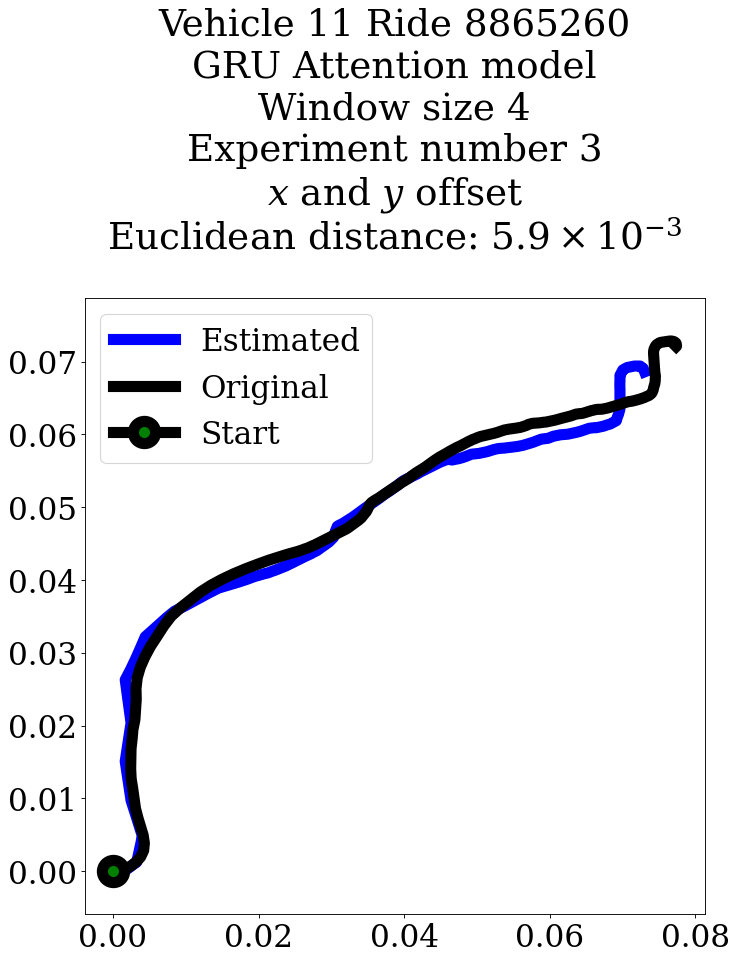 Vehicle 11 Ride 8865260
GRU Attention model
Window size 4
Experiment number 3
x and y offset
Euclidean distance: 5.9 × 10⁻³
Estimated
Original
Start
0.07
0.06
0.05
0.04
0.03
0.02
0.01
0.00
0.00 0.02 0.04 0.06 0.08